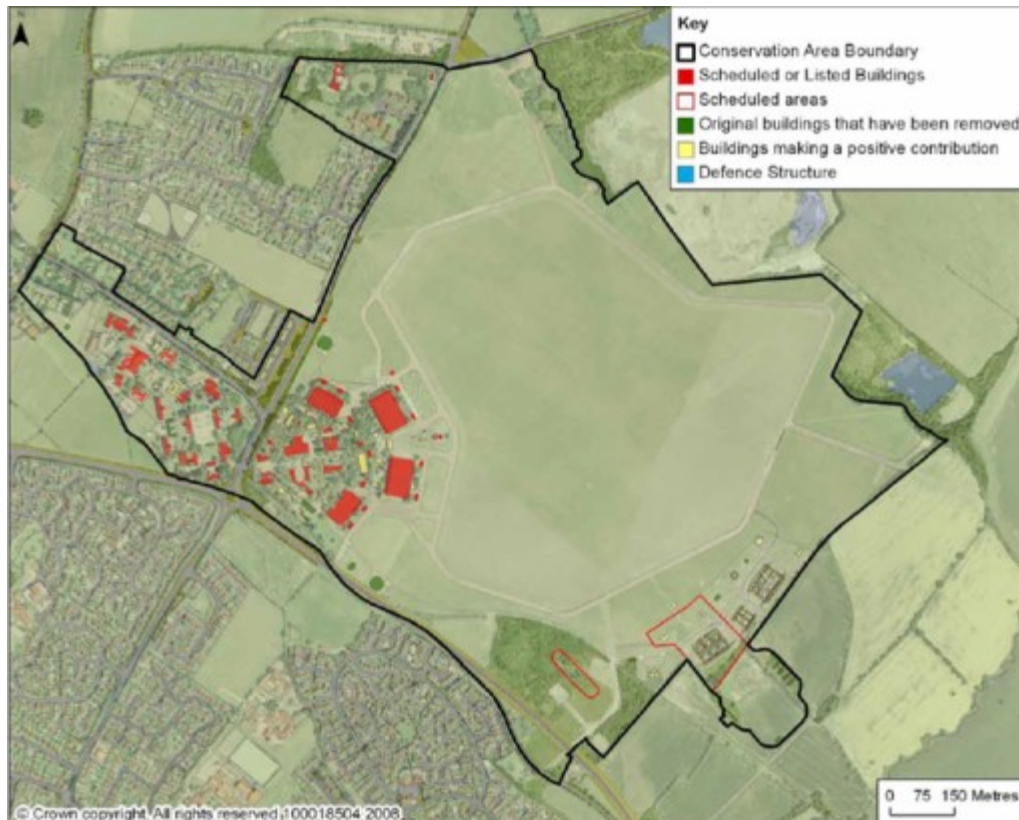 Key
Conservation Area Boundary
Scheduled or Listed Buildings
Scheduled areas
Original buildings that have been removed
Buildings making a positive contribution
Defence Structure
0 75 150 Metres
© Crown copyright. All rights reserved 100018504 2008